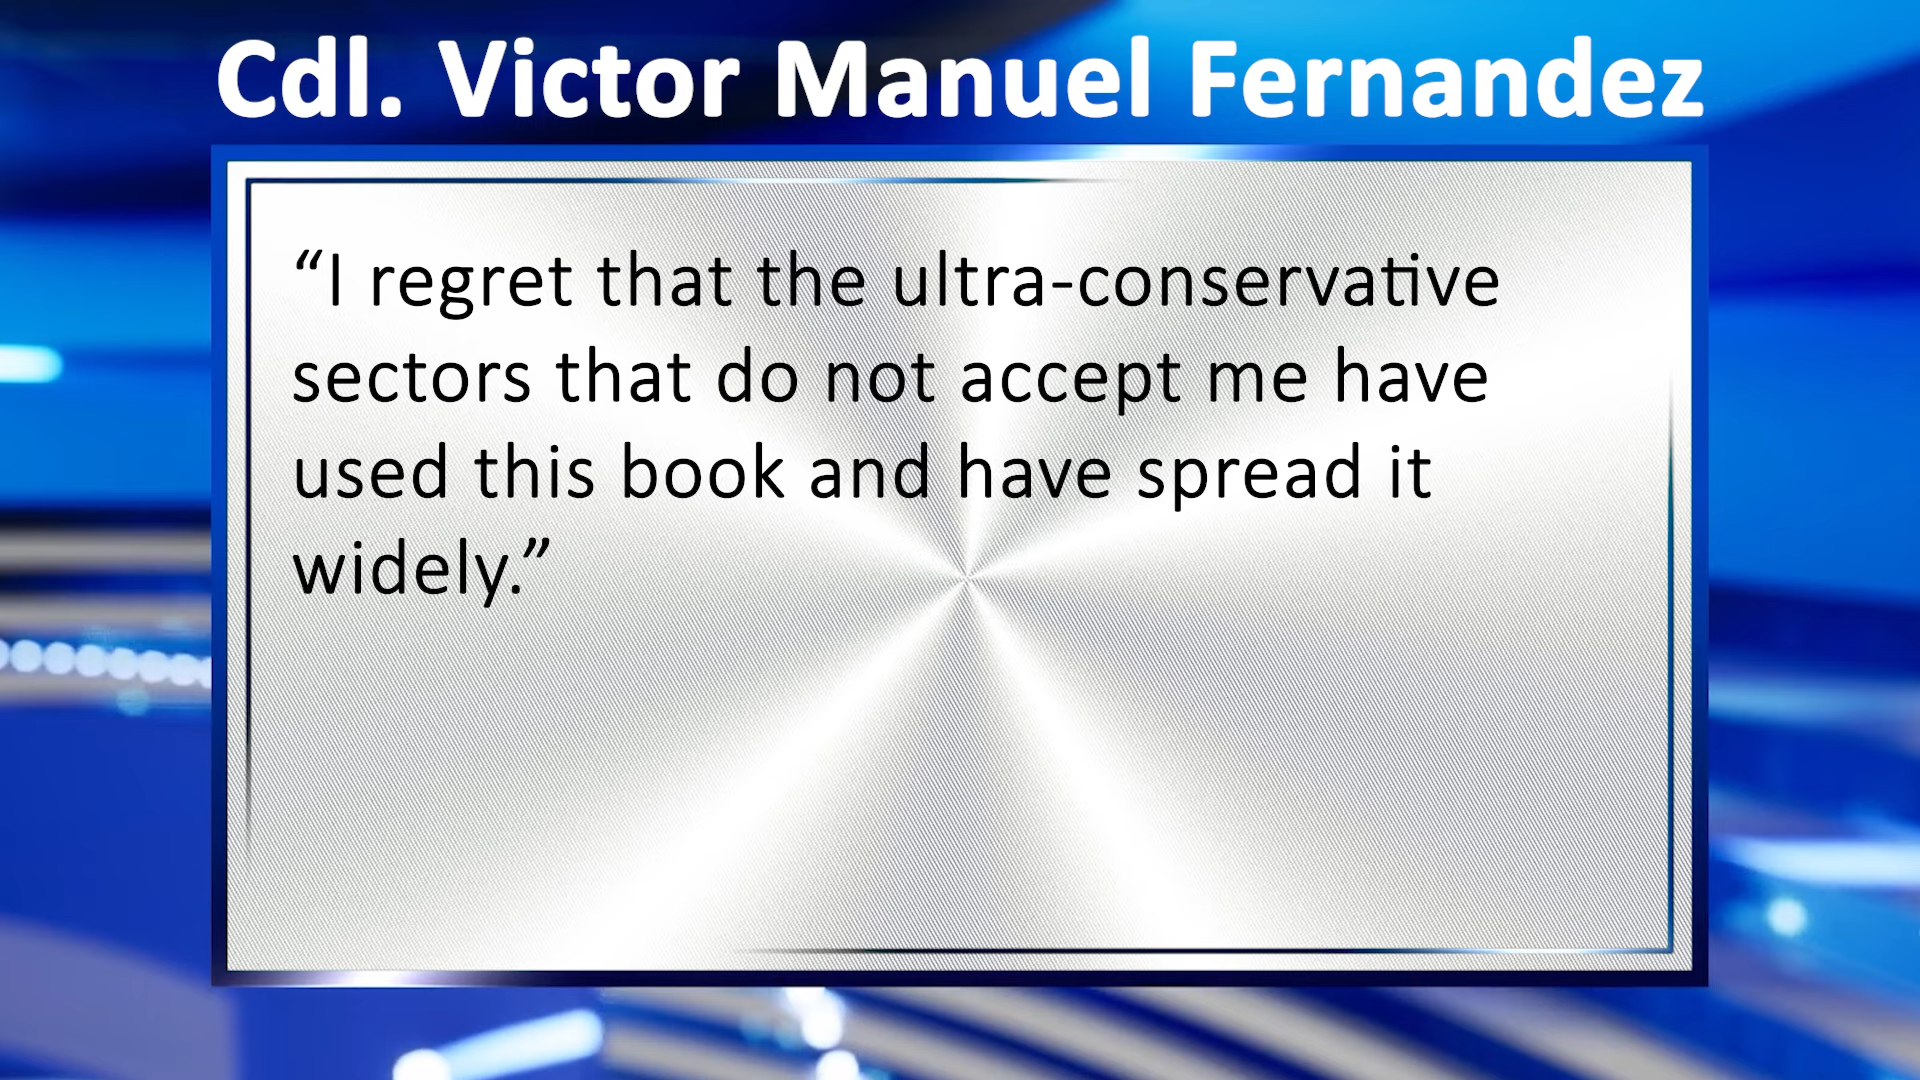 Cdl. Victor Manuel Fernandez
“I regret that the ultra-conservative
sectors that do not accept me have
used this book and have spread it
widely.”